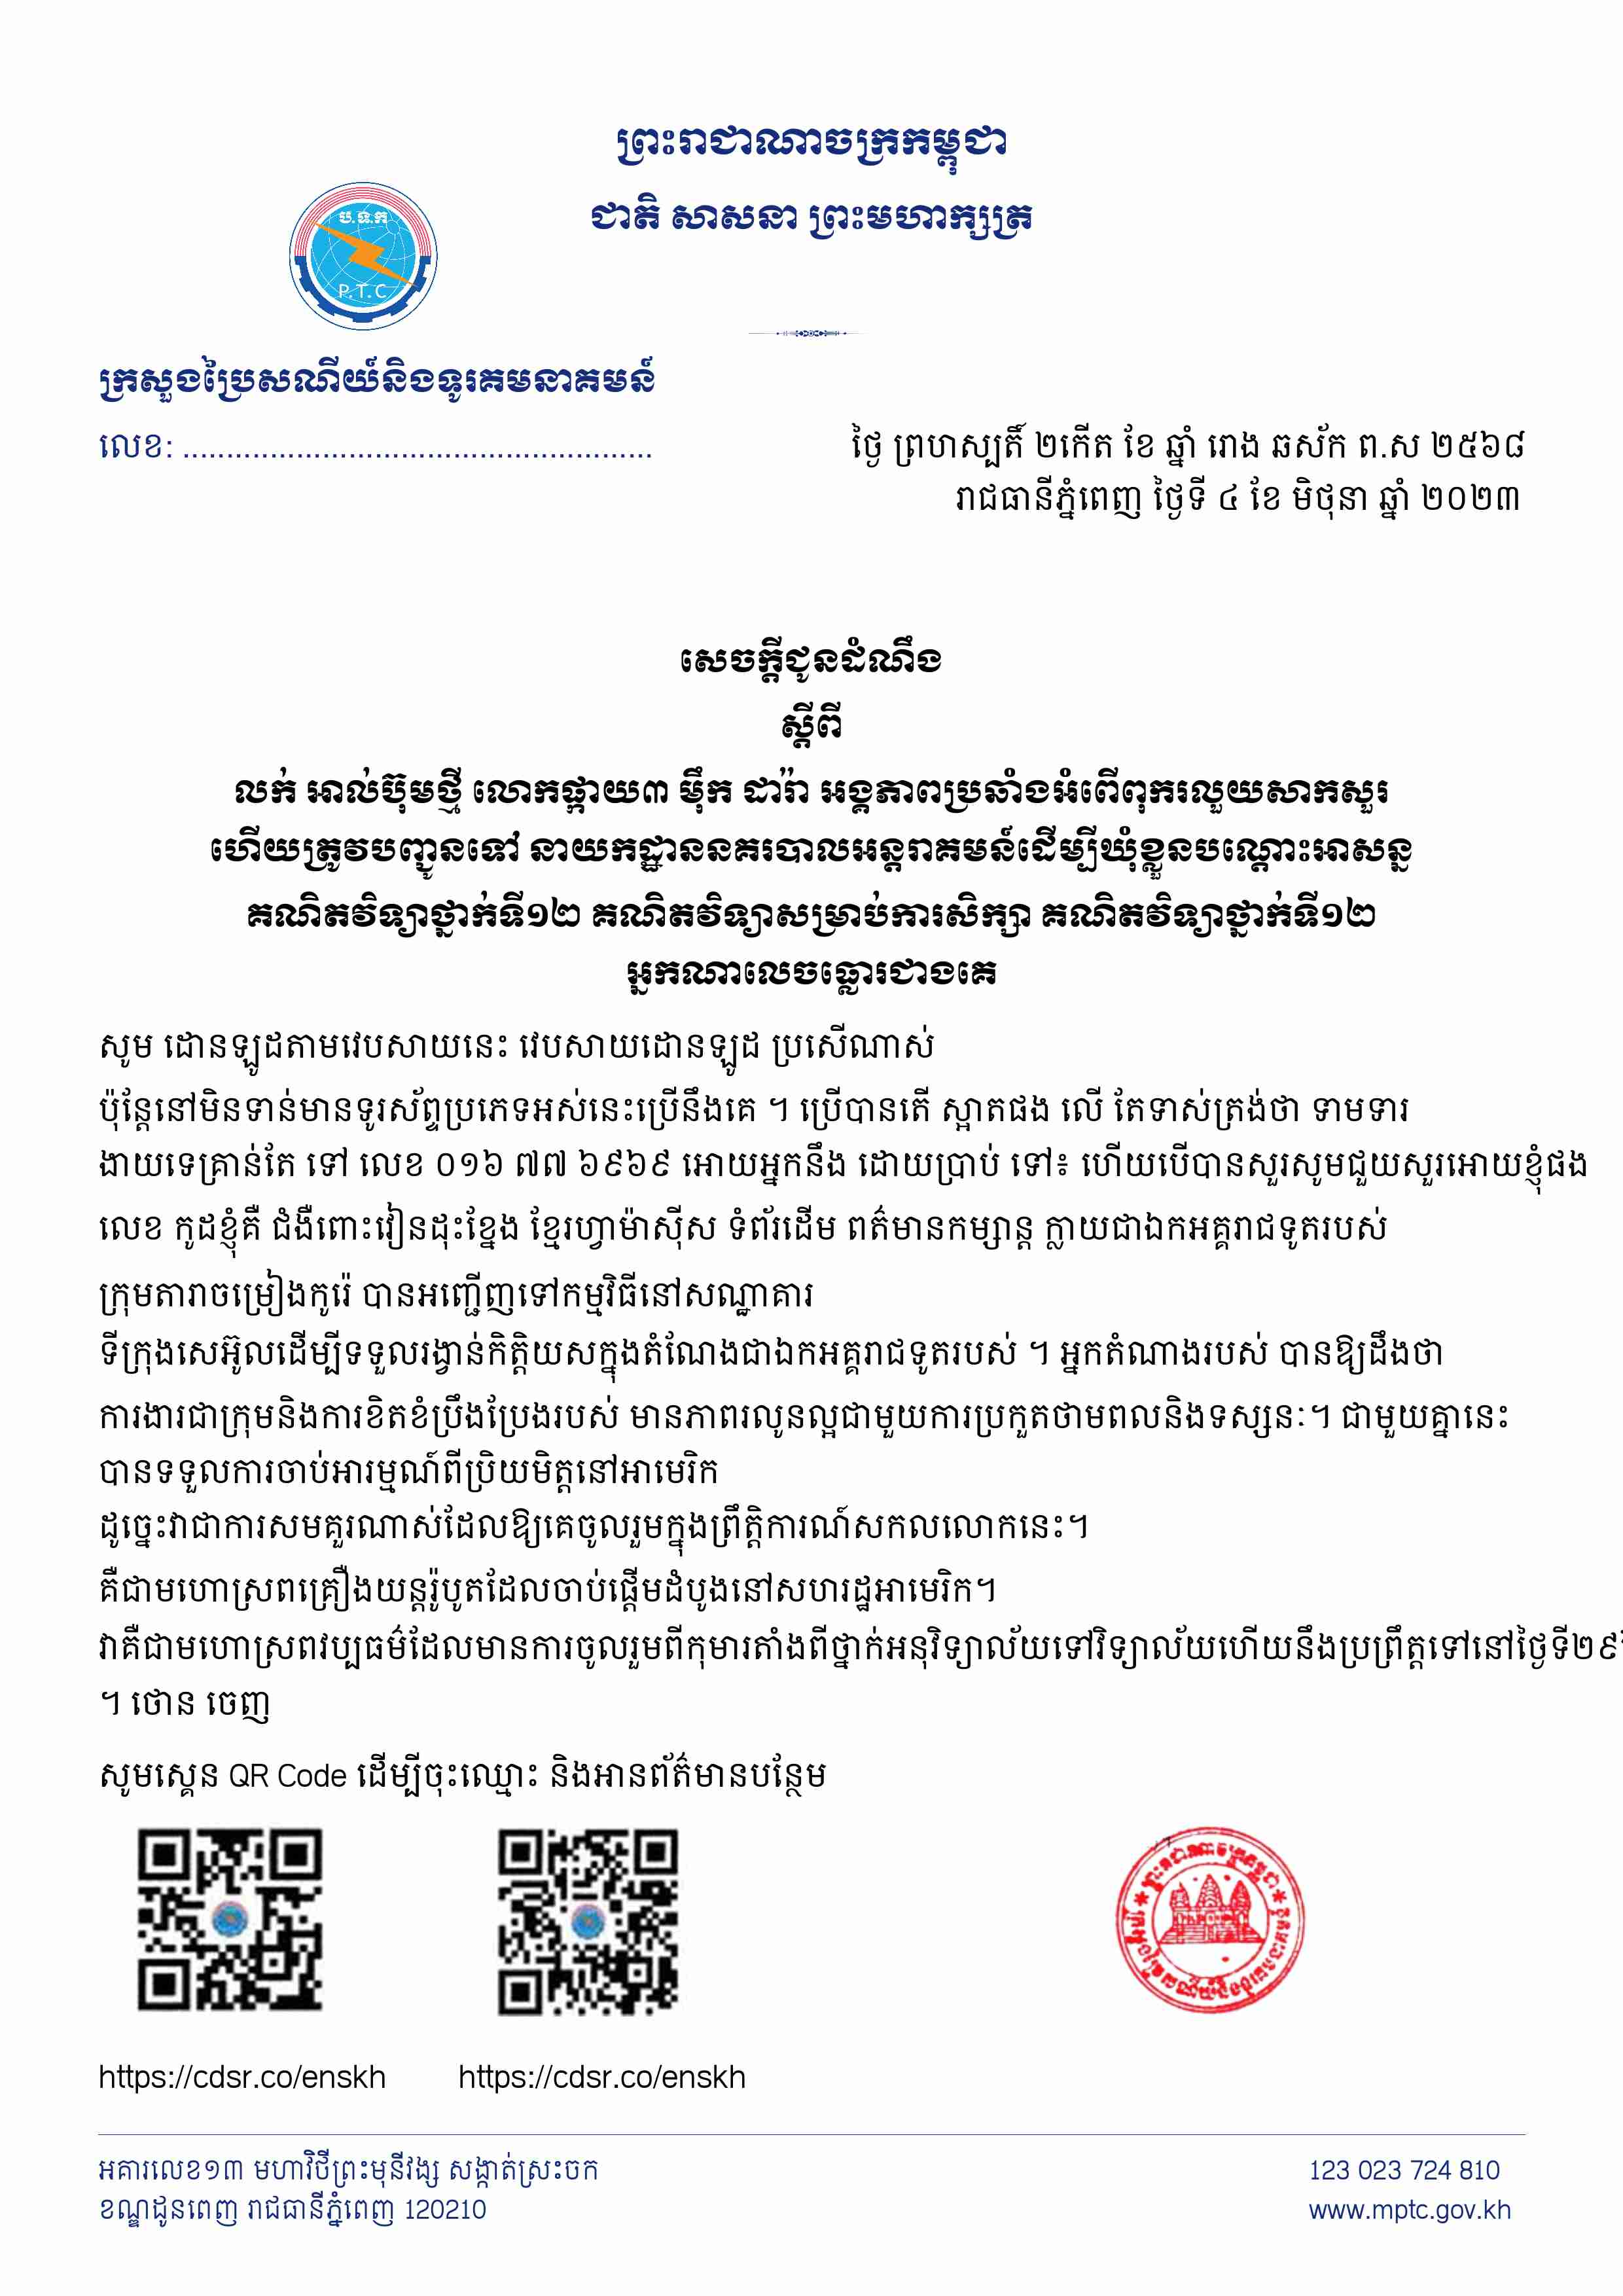 ព្រះរាជាណាចក្រកម្ពុជា
ជាតិ សាសនា ព្រះមហាក្សត្រ
ប.ទ.ក
P.T.C
ក្រសួងប្រៃសណីយ៍និងទូរគមនាគមន៍
លេខ: ......................................................
ថ្ងៃ ព្រហស្បតិ៍ ២កើត ខែ ឆ្នាំ រោង ឆស័ក ព.ស ២៥៦៨
រាជធានីភ្នំពេញ ថ្ងៃទី ៤ ខែ មិថុនា ឆ្នាំ ២០២៣
សេចក្តីជូនដំណឹង
ស្តីពី
លក់ អាល់ប៊ុមថ្មី លោកផ្កាយ៣ ម៉ឹក ដារ៉ា អង្គភាពប្រឆាំងអំពើពុករលួយសាកសួរ
ហើយត្រូវបញ្ជូនទៅ នាយកដ្ឋាននគរបាលអន្តរាគមន៍ដើម្បីឃុំខ្លួនបណ្តោះអាសន្ន
គណិតវិទ្យាថ្នាក់ទី១២ គណិតវិទ្យាសម្រាប់ការសិក្សា គណិតវិទ្យាថ្នាក់ទី១២
អ្នកណាលេចធ្លោរជាងគេ
សូម ដោនឡូដតាមវេបសាយនេះ វេបសាយដោនឡូដ ប្រសើណាស់
ប៉ុន្តែនៅមិនទាន់មានទូរស័ព្ទប្រភេទអស់នេះប្រើនឹងគេ ។ ប្រើបានតើ ស្អាតផង លើ តែទាស់ត្រង់ថា ទាមទារ
ងាយទេគ្រាន់តែ ទៅ លេខ ០១៦ ៧៧ ៦៩៦៩ អោយអ្នកនឹង ដោយប្រាប់ ទៅ៖ ហើយបើបានសួរសូមជួយសួរអោយខ្ញុំផង
លេខ កូដខ្ញុំគឺ ជំងឺពោះវៀនដុះខ្នែង ខ្មែរហ្វាម៉ាស៊ីស ទំព័រដើម ពត៌មានកម្សាន្ត ក្លាយជាឯកអគ្គរាជទូតរបស់
ក្រុមតារាចម្រៀងកូរ៉េ បានអញ្ជើញទៅកម្មវិធីនៅសណ្ឋាគារ
ទីក្រុងសេអ៊ូលដើម្បីទទួលរង្វាន់កិត្តិយសក្នុងតំណែងជាឯកអគ្គរាជទូតរបស់ ។ អ្នកតំណាងរបស់ បានឱ្យដឹងថា
ការងារជាក្រុមនិងការខិតខំប្រឹងប្រែងរបស់ មានភាពរលូនល្អជាមួយការប្រកួតថាមពលនិងទស្សនៈ។ ជាមួយគ្នានេះ
បានទទួលការចាប់អារម្មណ៍ពីប្រិយមិត្តនៅអាមេរិក
ដូច្នេះវាជាការសមគួរណាស់ដែលឱ្យគេចូលរួមក្នុងព្រឹត្តិការណ៍សកលលោកនេះ។
គឺជាមហោស្រពគ្រឿងយន្តរ៉ូបូតដែលចាប់ផ្តើមដំបូងនៅសហរដ្ឋអាមេរិក។
វាគឺជាមហោស្រពវប្បធម៌ដែលមានការចូលរួមពីកុមារតាំងពីថ្នាក់អនុវិទ្យាល័យទៅវិទ្យាល័យហើយនឹងប្រព្រឹត្តទៅនៅថ្ងៃទី២៩
។ ថោន ចេញ
សូមស្គេន QR Code ដើម្បីចុះឈ្មោះ និងអានព័ត៌មានបន្ថែម
ព្រះរាជាណាចក្រកម្ពុជា
https://cdsr.co/enskh https://cdsr.co/enskh
អគារលេខ១៣ មហាវិថីព្រះមុនីវង្ស សង្កាត់ស្រះចក
ខណ្ឌដូនពេញ រាជធានីភ្នំពេញ 120210
123 023 724 810
www.mptc.gov.kh